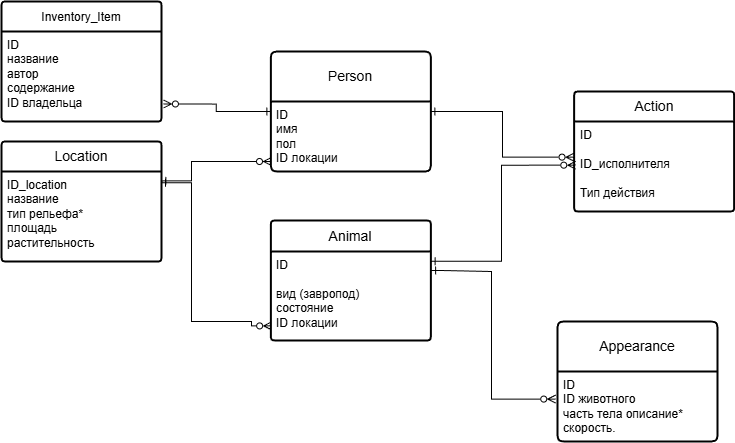 Inventory_Item
ID
название
автор
содержание
ID владельца
Location
ID_location
название
тип рельефа*
площадь
растительность
Person
ID
имя
пол
ID локации
Animal
ID
вид (завропод)
состояние
ID локации
Action
ID
ID_исполнителя
Тип действия
Appearance
ID
ID животного
часть тела описание*
скорость.